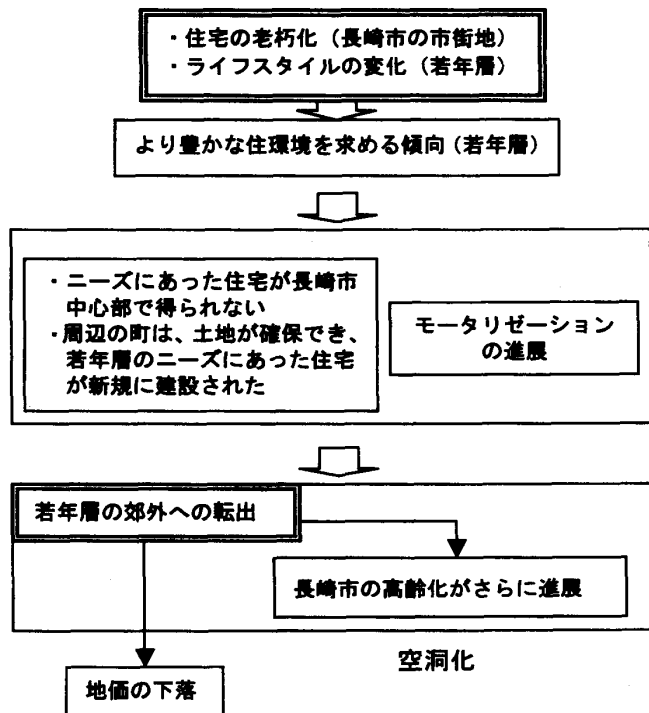 ・住宅の老朽化（長崎市の市街地）
・ライフスタイルの変化（若年層）
より豊かな住環境を求める傾向（若年層）
・ニーズにあった住宅が長崎市
中心部で得られない
・周辺の町は、土地が確保でき、
若年層のニーズにあった住宅
が新規に建設された
モータリゼーション
の進展
若年層の郊外への転出
長崎市の高齢化がさらに進展
空洞化
地価の下落